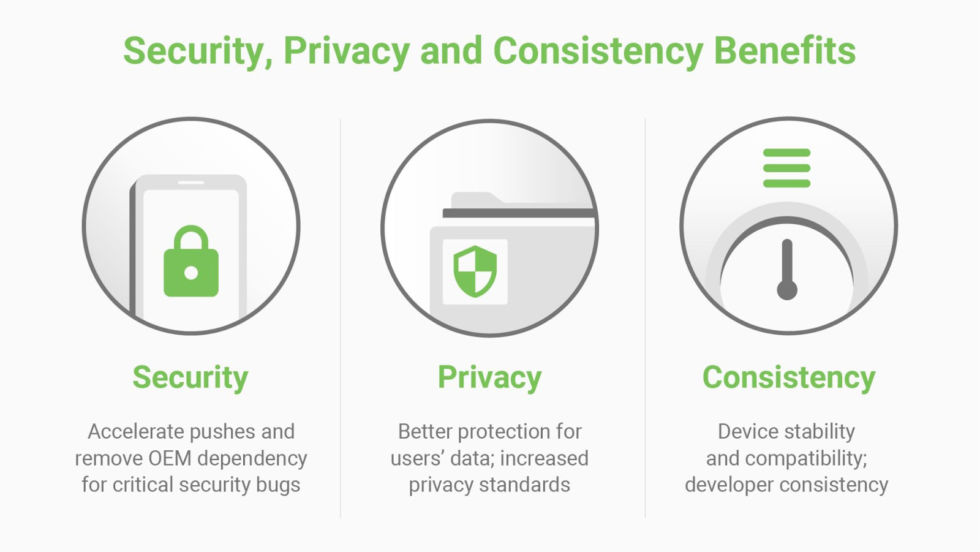 Security, Privacy and Consistency Benefits
Security
Accelerate pushes and
remove OEM dependency
for critical security bugs
Privacy
Better protection for
users’ data; increased
privacy standards
Consistency
Device stability
and compatibility;
developer consistency